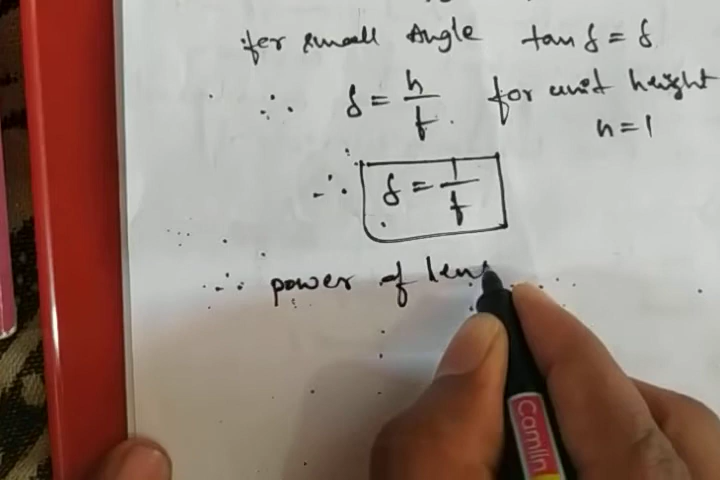 for small Angle tan δ = δ
∴ δ = h/f. for unit height
h = 1
∴ δ = 1/f
∴ power of lens
Camlin